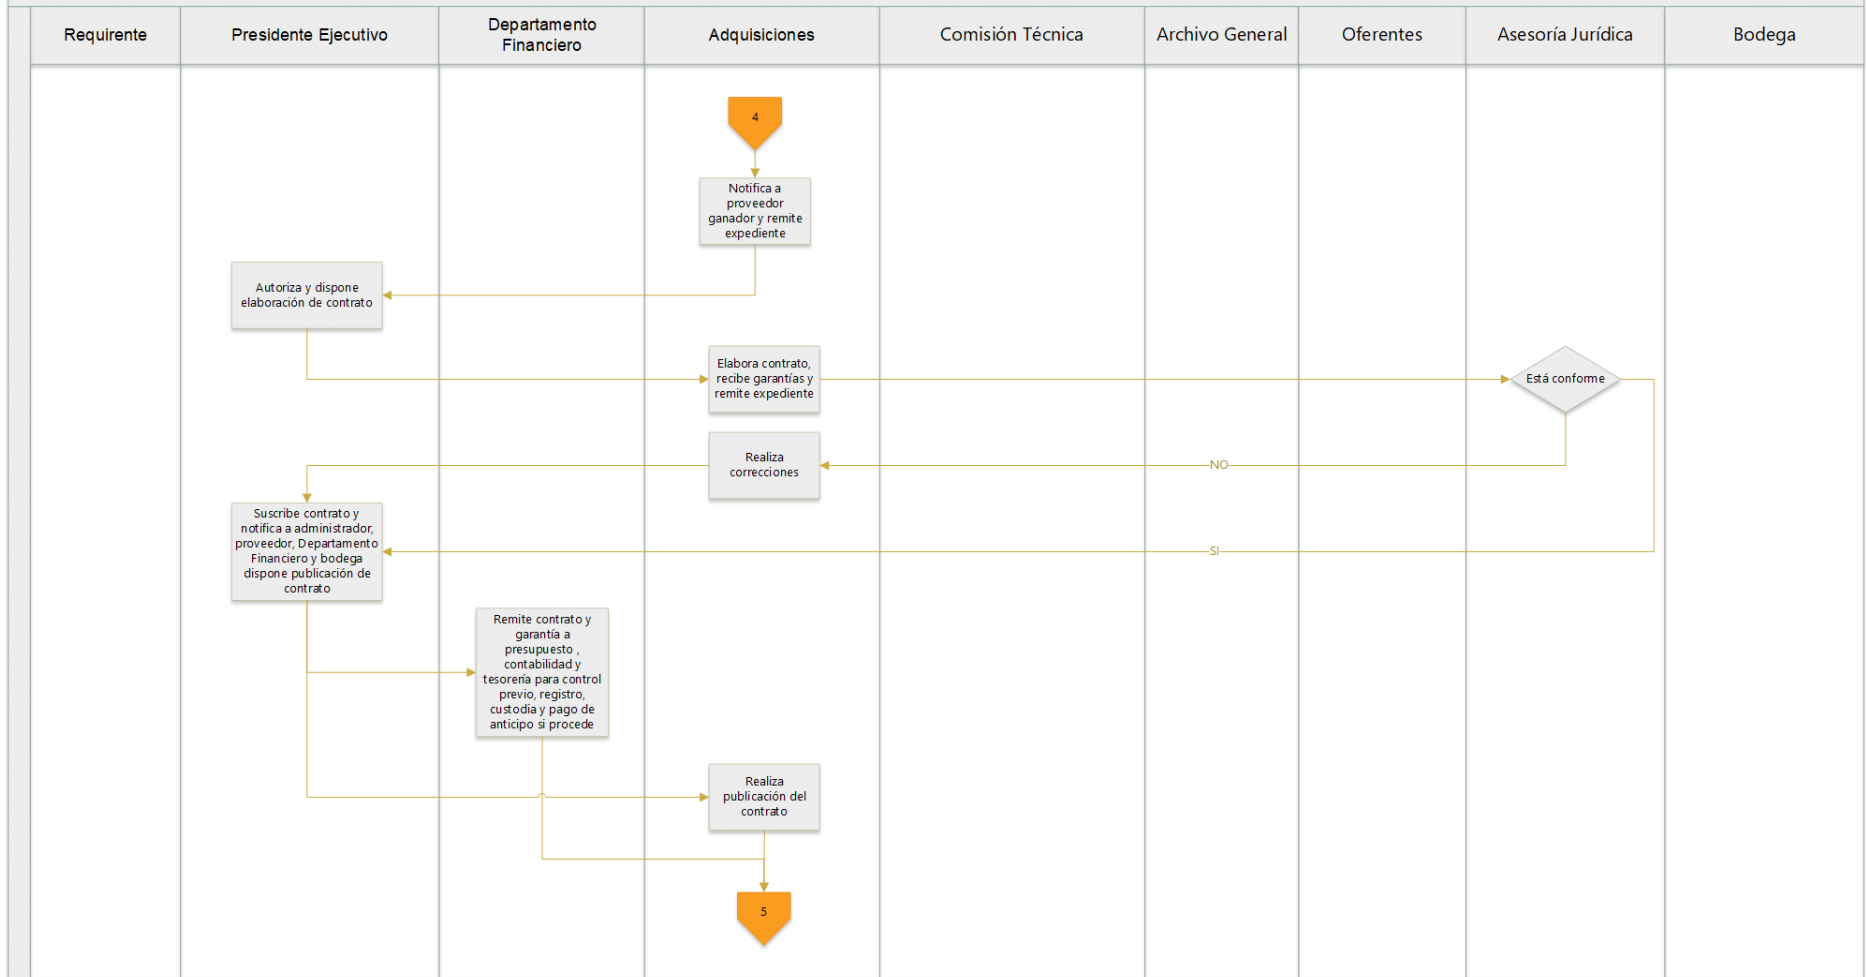 Requirente
Presidente Ejecutivo
Departamento
Financiero
Adquisiciones
Comisión Técnica
Archivo General
Oferentes
Asesoría Jurídica
Bodega
4
Notifica a
proveedor
ganador y remite
expediente
Autoriza y dispone
elaboración de contrato
Elabora contrato,
recibe garantías y
remite expediente
Está conforme
Realiza
correcciones
NO
Suscribe contrato y
notifica a administrador,
proveedor, Departamento
Financiero y bodega
dispone publicación de
contrato
SI
Remite contrato y
garantía a
presupuesto ,
contabilidad y
tesorería para control
previo, registro,
custodia y pago de
anticipo si procede
Realiza
publicación del
contrato
5